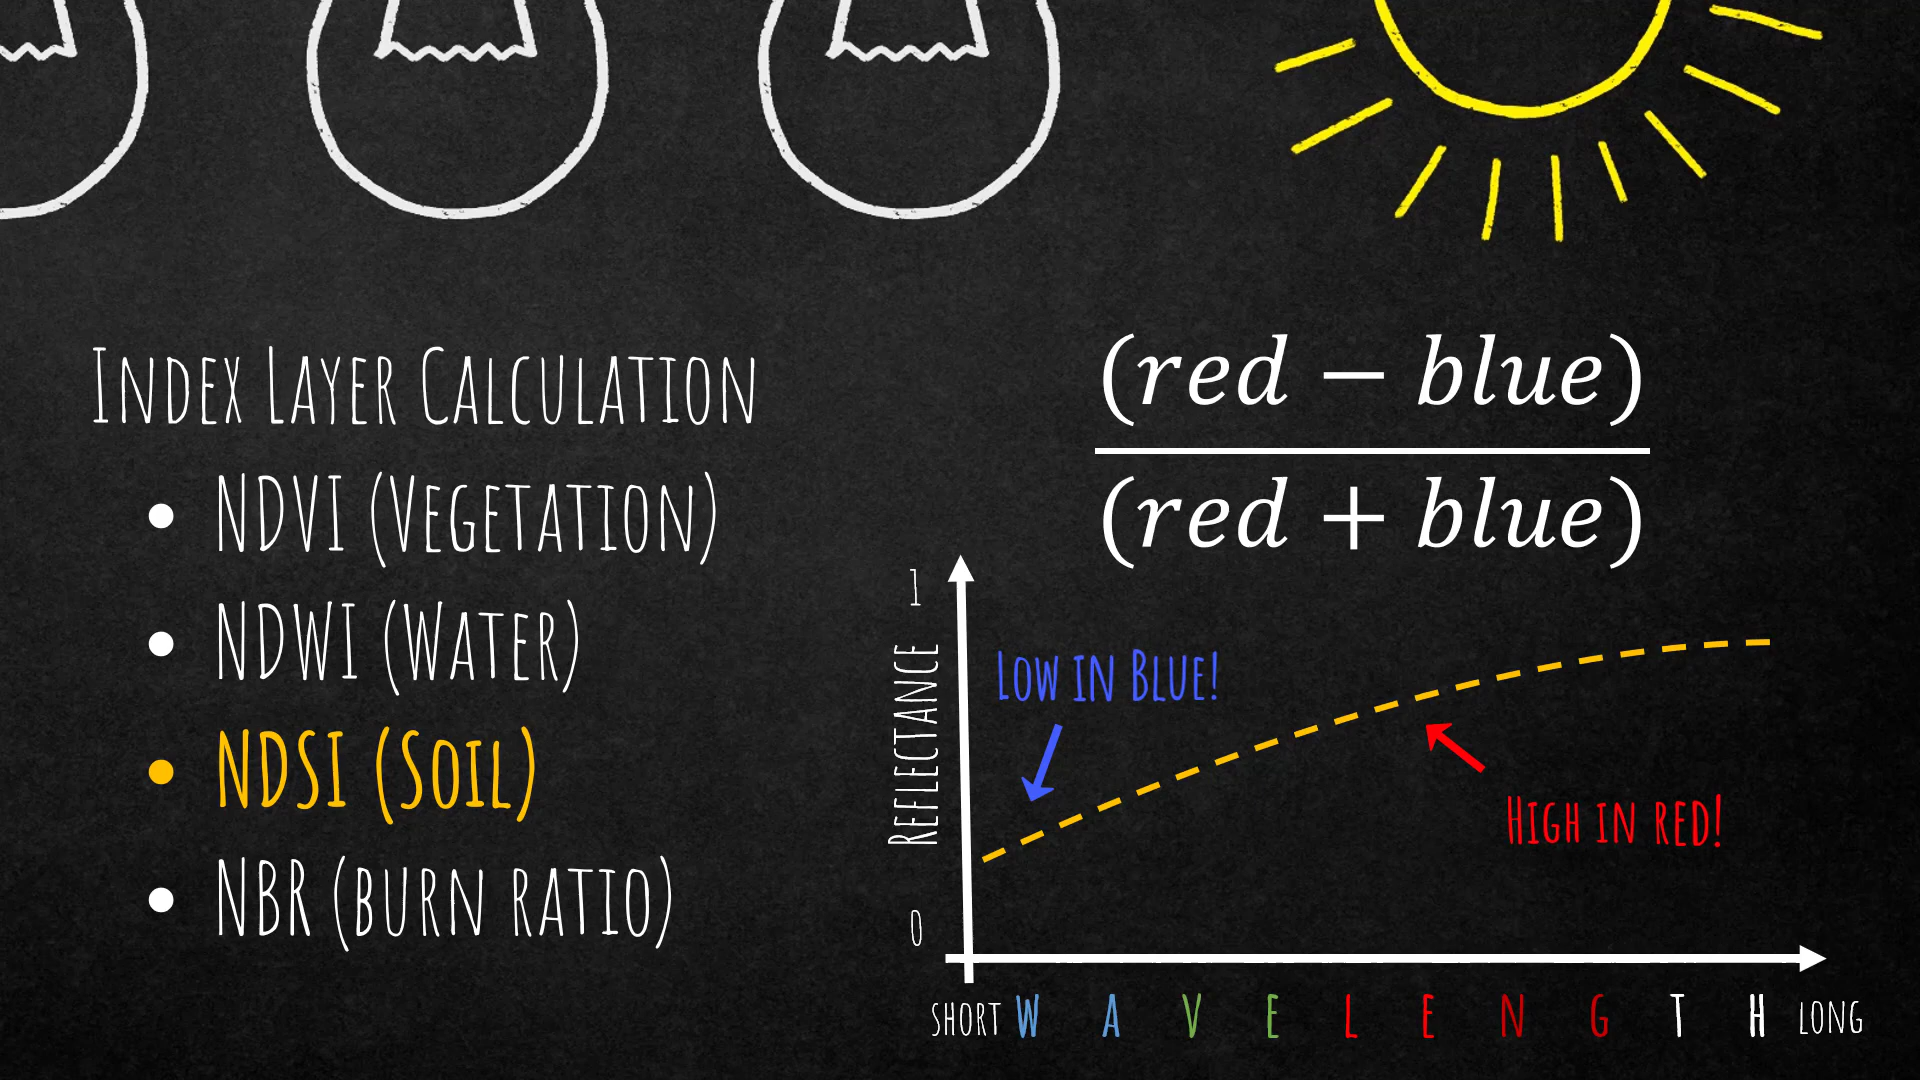 Index Layer Calculation
• NDVI (Vegetation)
• NDWI (Water)
• NDSI (Soil)
• NBR (burn ratio)
(red − blue)
(red + blue)
1
Reflectance
0
Low in Blue!
High in red!
short W A V E L E N G T H long